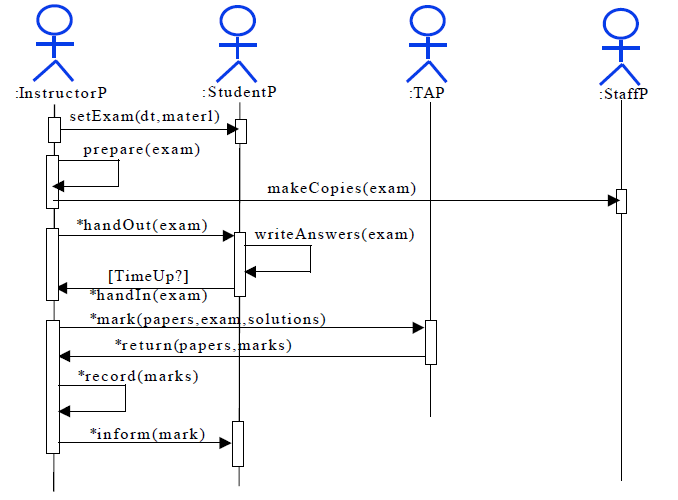 :InstructorP
:StudentP
:TAP
:StaffP
setExam(dt,materl)
prepare(exam)
makeCopies(exam)
*handOut(exam)
writeAnswers(exam)
[TimeUp?]
*handIn(exam)
*mark(papers,exam,solutions)
*return(papers,marks)
*record(marks)
*inform(mark)